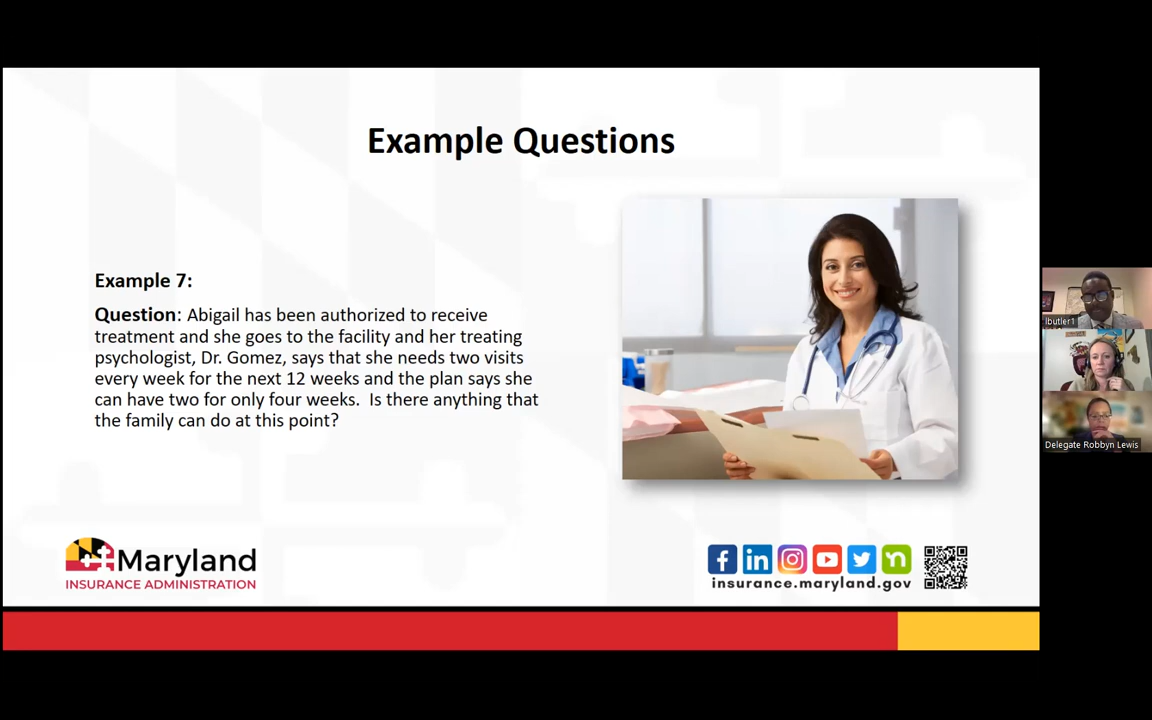 Example Questions
Example 7:
Question: Abigail has been authorized to receive
treatment and she goes to the facility and her treating
psychologist, Dr. Gomez, says that she needs two visits
every week for the next 12 weeks and the plan says she
can have two for only four weeks.  Is there anything that
the family can do at this point?
Maryland
INSURANCE ADMINISTRATION
insurance.maryland.gov
lbutler1
Delegate Robbyn Lewis